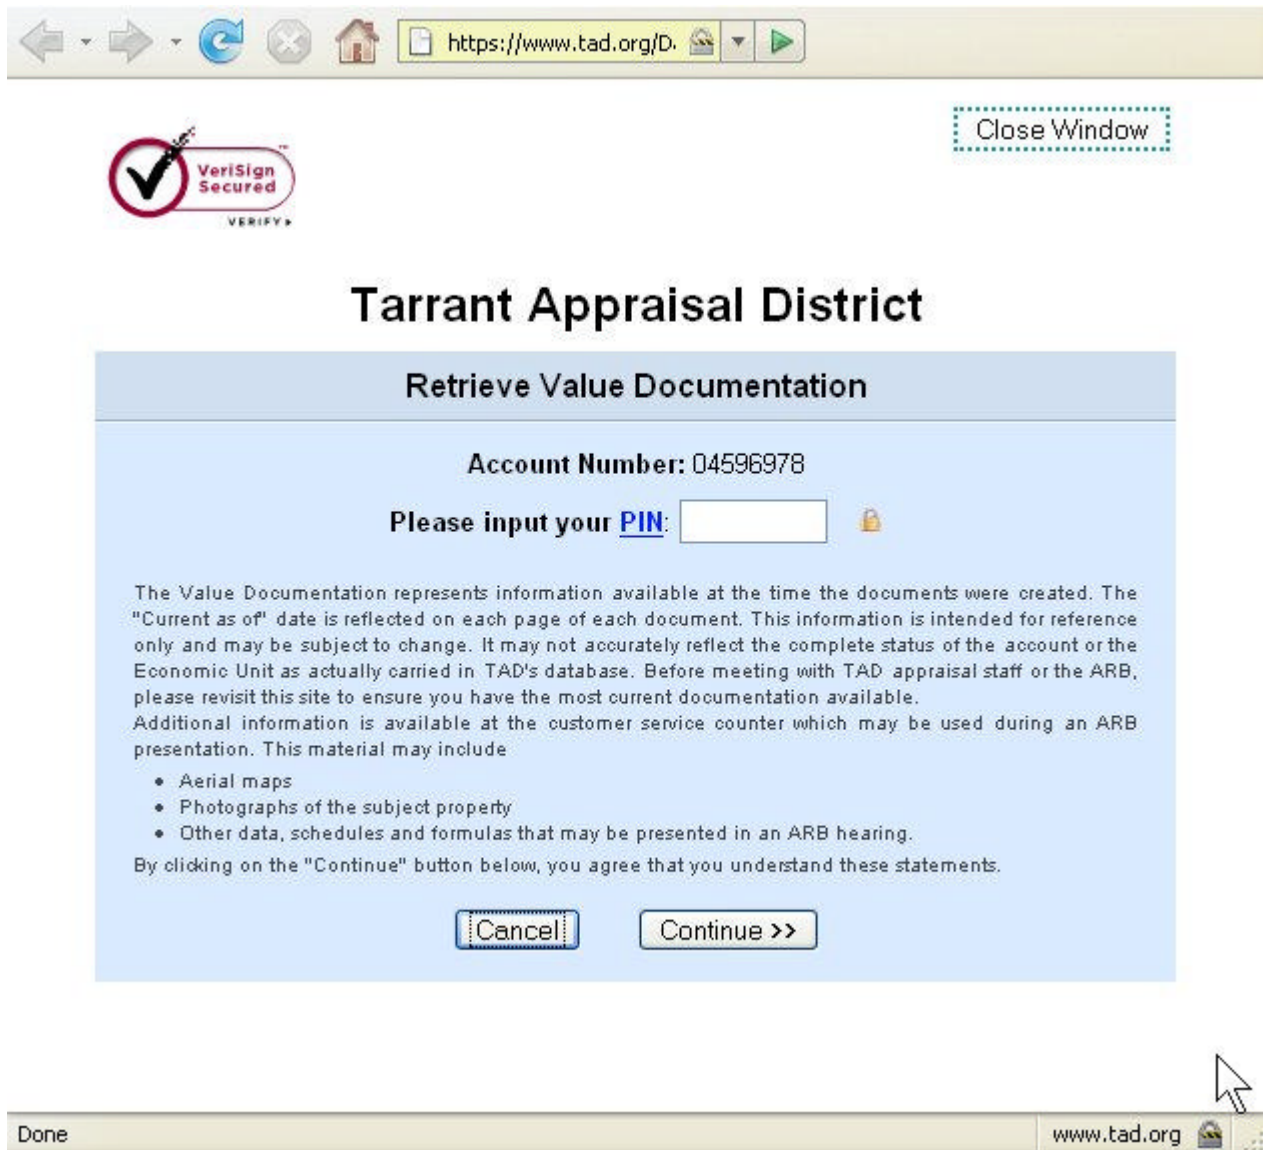 https://www.tad.org/D.
Close Window
VeriSign
Secured
™
VERIFY
Tarrant Appraisal District
Retrieve Value Documentation
Account Number: 04596978
Please input your PIN:
The Value Documentation represents information available at the time the documents were created. The
"Current as of" date is reflected on each page of each document. This information is intended for reference
only and may be subject to change. It may not accurately reflect the complete status of the account or the
Economic Unit as actually carried in TAD's database. Before meeting with TAD appraisal staff or the ARB,
please revisit this site to ensure you have the most current documentation available.
Additional information is available at the customer service counter which may be used during an ARB
presentation. This material may include
• Aerial maps
• Photographs of the subject property
• Other data, schedules and formulas that may be presented in an ARB hearing.
By clicking on the "Continue" button below, you agree that you understand these statements.
Cancel
Continue >>
Done
www.tad.org